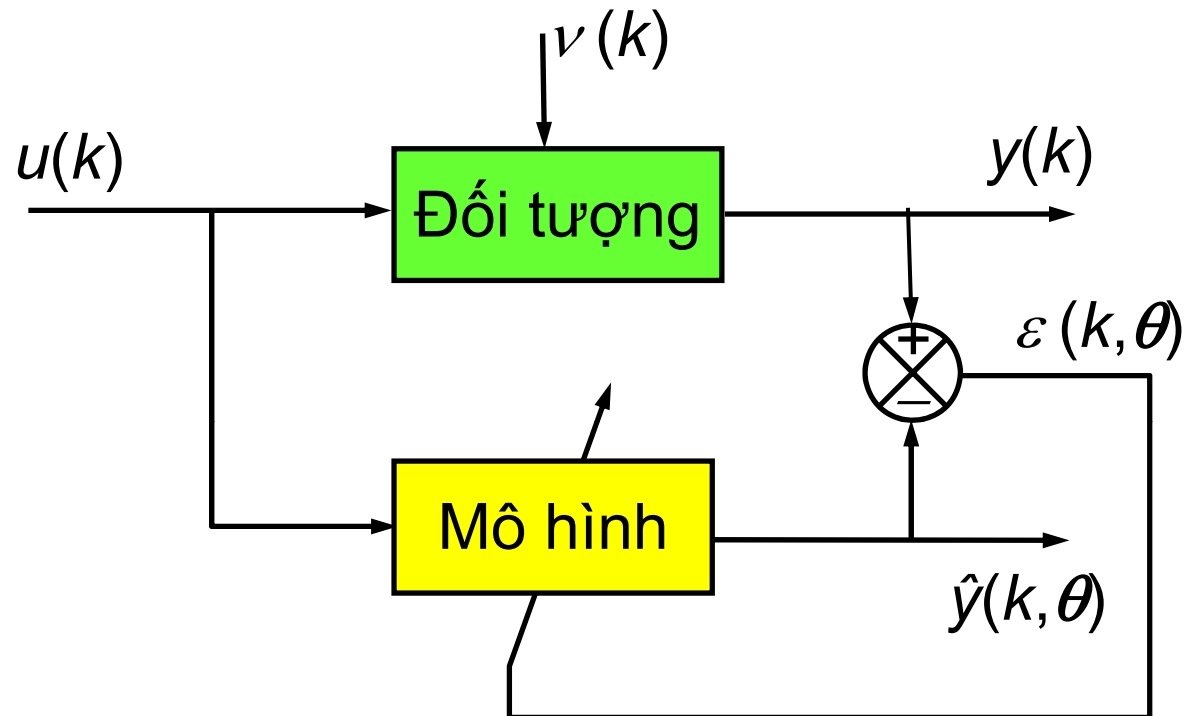 ν (k)
u(k)
y(k)
Đối tượng
+
ε (k,θ)
–
Mô hình
ŷ(k,θ)